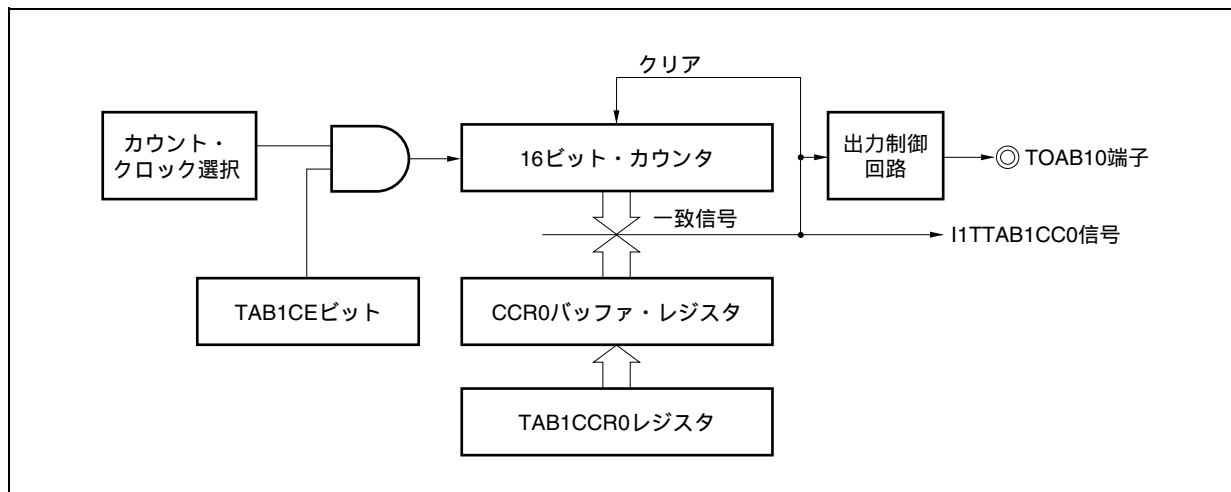 クリア
カウント・
クロック選択
16ビット・カウンタ
出力制御
回路
TOAB10端子
一致信号
I1TTAB1CC0信号
TAB1CEビット
CCR0バッファ・レジスタ
TAB1CCR0レジスタ